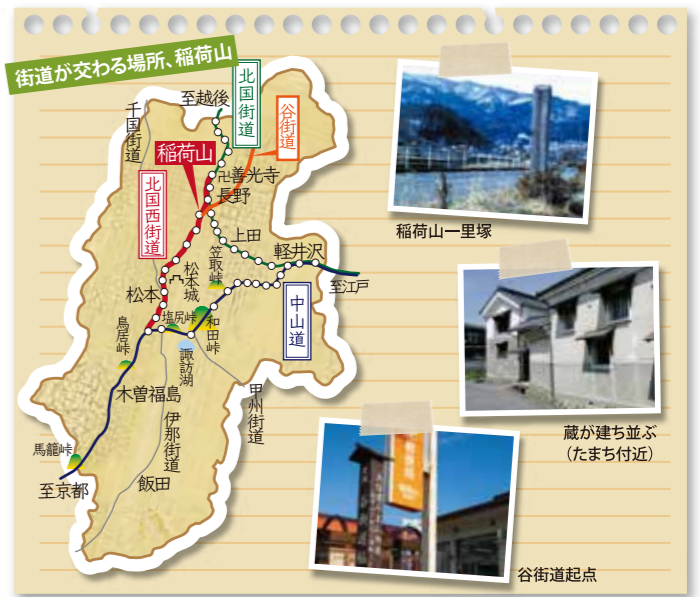 街道が交わる場所、稲荷山
至越後
北国街道
谷街道
千国街道
稲荷山
卍善光寺
長野
北国西街道
上田
軽井沢
笠取峠
松本城
至江戸
松本
塩尻峠
和田峠
中山道
鳥居峠
諏訪湖
木曽福島
甲州街道
伊那街道
馬籠峠
飯田
至京都
稲荷山一里塚
蔵が建ち並ぶ
（たまち付近）
谷街道起点